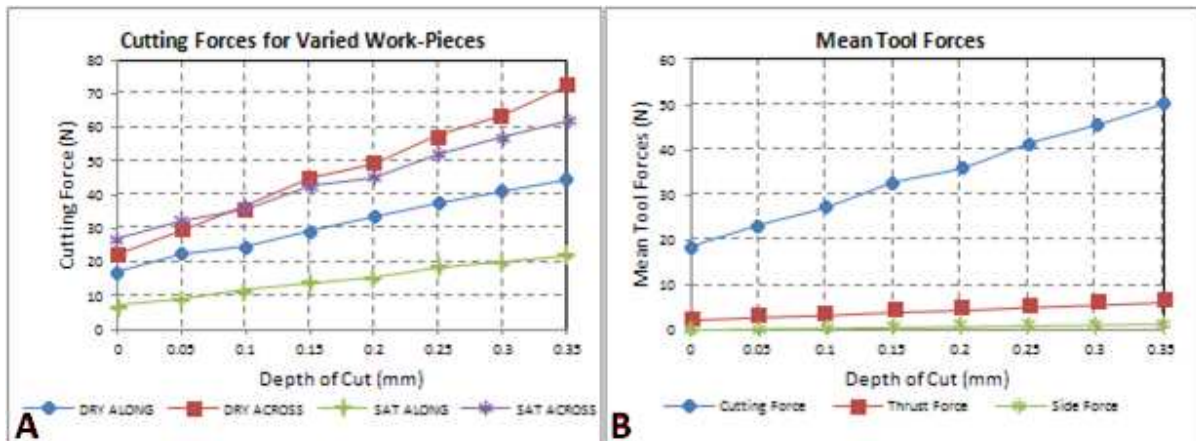 Cutting Forces for Varied Work-Pieces
Cutting Force (N)
80
70
60
50
40
30
20
10
0
0 0.05 0.1 0.15 0.2 0.25 0.3 0.35
Depth of Cut (mm)
DRY ALONG DRY ACROSS SAT ALONG SAT ACROSS
A
Mean Tool Forces
Mean Tool Forces (N)
60
50
40
30
20
10
0
0 0.05 0.1 0.15 0.2 0.25 0.3 0.35
Depth of Cut (mm)
Cutting Force Thrust Force Side Force
B